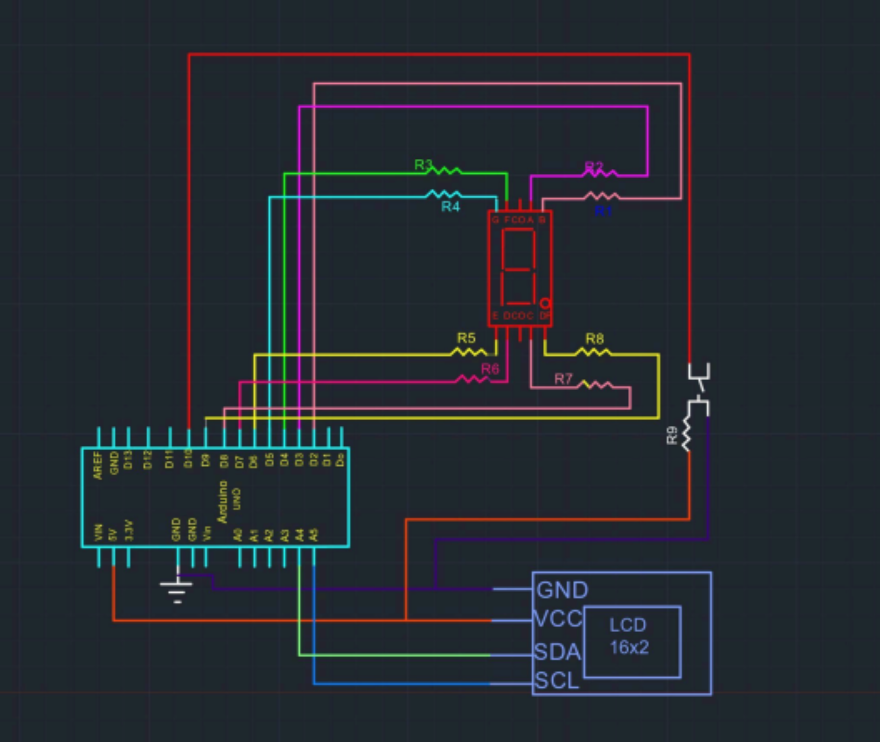 R3
R2
R4
R1
G F CO A B
E D CO C DP
R5
R8
R6
R7
R9
AREF
GND
D13
D12
D11
D10
D9
D8
D7
D6
D5
D4
D3
D2
D1
Do
Arduino
UNO
VIN
5V
3.3V
GND
GND
Vin
A0
A1
A2
A3
A4
A5
GND
VCC
SDA
SCL
LCD
16x2